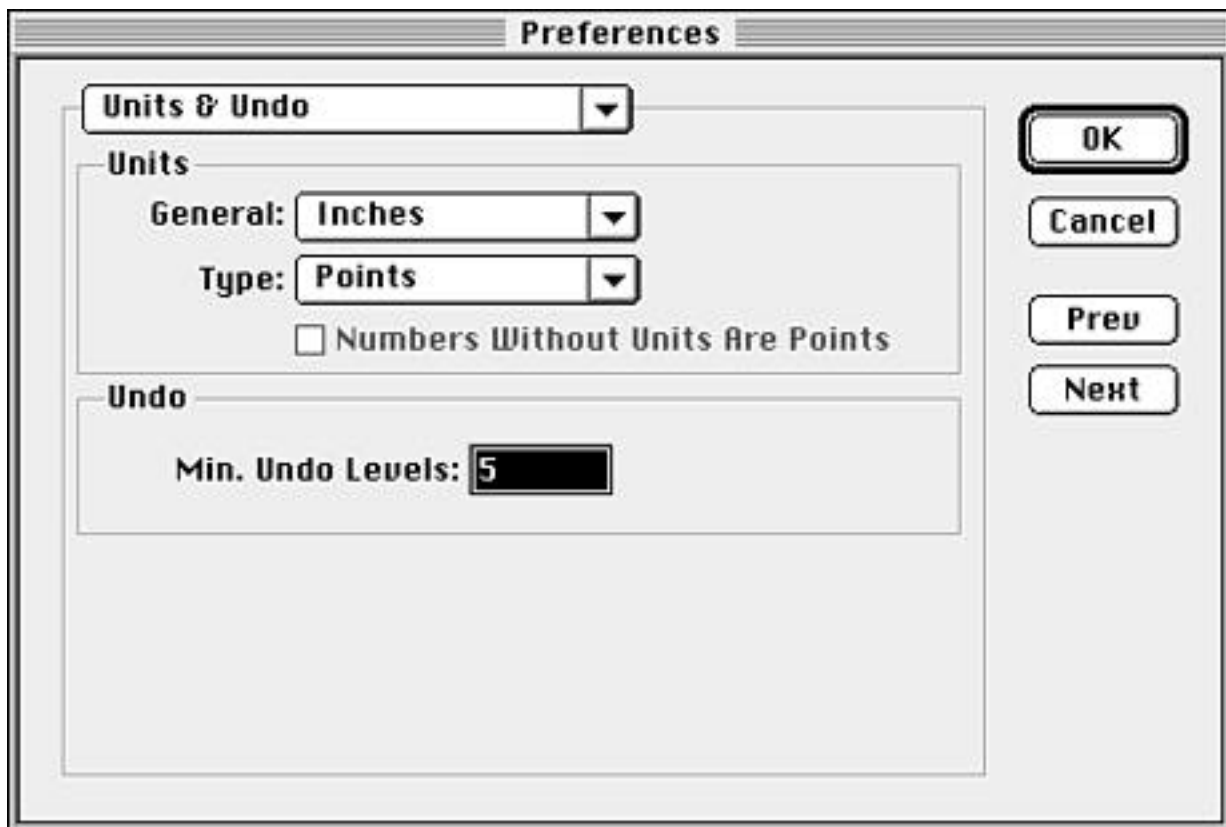 Preferences
Units & Undo
Units
General: Inches
Type: Points
Numbers Without Units Are Points
Undo
Min. Undo Levels: 5
OK
Cancel
Prev
Next